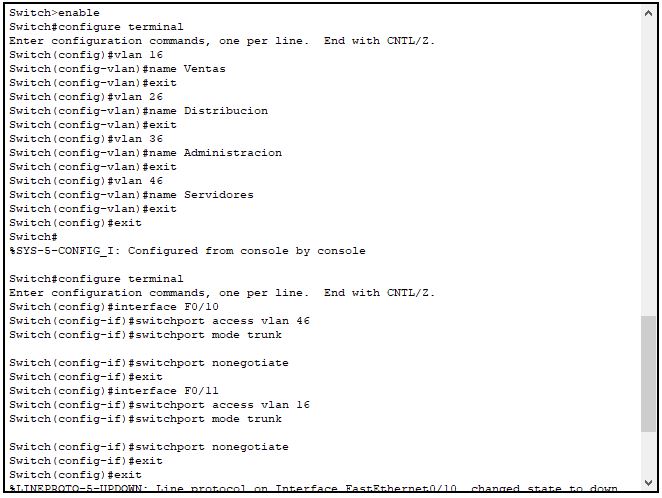 Switch>enable
Switch#configure terminal
Enter configuration commands, one per line.  End with CNTL/Z.
Switch(config)#vlan 16
Switch(config-vlan)#name Ventas
Switch(config-vlan)#exit
Switch(config)#vlan 26
Switch(config-vlan)#name Distribucion
Switch(config-vlan)#exit
Switch(config)#vlan 36
Switch(config-vlan)#name Administracion
Switch(config-vlan)#exit
Switch(config)#vlan 46
Switch(config-vlan)#name Servidores
Switch(config-vlan)#exit
Switch(config)#exit
Switch#
%SYS-5-CONFIG_I: Configured from console by console
Switch#configure terminal
Enter configuration commands, one per line.  End with CNTL/Z.
Switch(config)#interface F0/10
Switch(config-if)#switchport access vlan 46
Switch(config-if)#switchport mode trunk
Switch(config-if)#switchport nonegotiate
Switch(config-if)#exit
Switch(config)#interface F0/11
Switch(config-if)#switchport access vlan 16
Switch(config-if)#switchport mode trunk
Switch(config-if)#switchport nonegotiate
Switch(config-if)#exit
Switch(config)#exit
%LINEPROTO-5-UPDOWN: Line protocol on Interface FastEthernet0/10, changed state to down